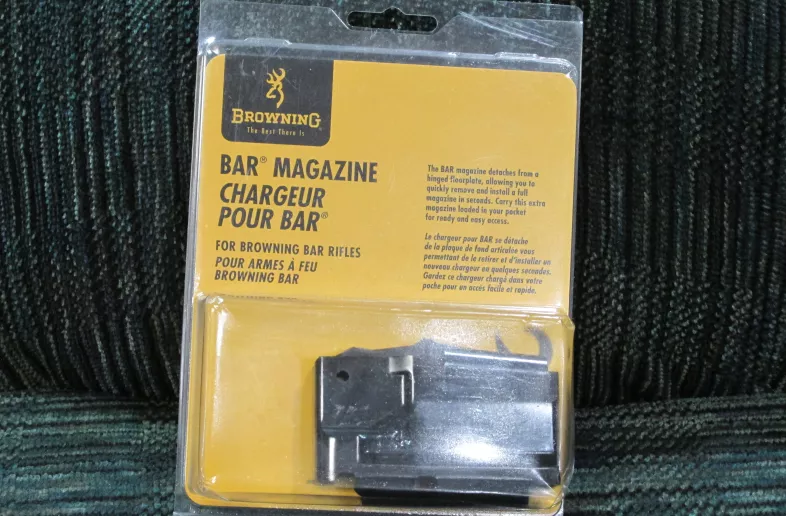 BROWNING
The Best There Is
BAR® MAGAZINE
CHARGEUR
POUR BAR®
FOR BROWNING BAR RIFLES
POUR ARMES À FEU
BROWNING BAR
The BAR magazine detaches from a
hinged floorplate, allowing you to
quickly remove and install a full
magazine in seconds. Carry this extra
magazine loaded in your pocket
for ready and easy access.
Le chargeur pour BAR se détache
de la plaque de fond articulée vous
permettant de la retirer et d'installer un
nouveau chargeur en quelques secondes.
Gardez ce chargeur chargé dans votre
poche pour un accès facile et rapide.